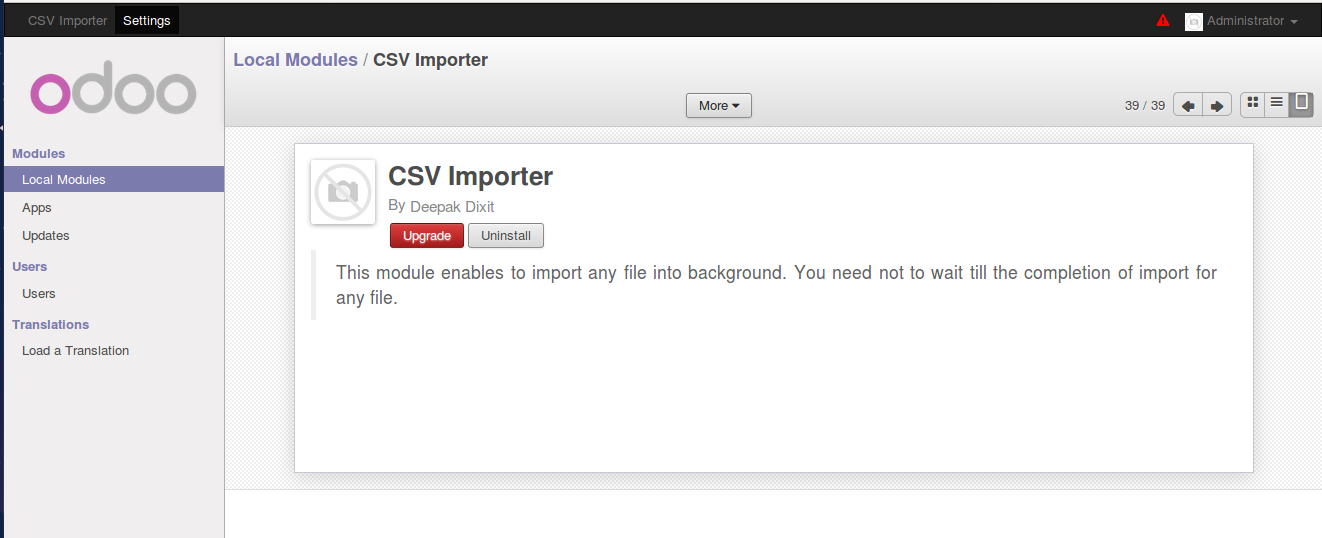 CSV Importer Settings Administrator
odoo
Local Modules / CSV Importer
More
39 / 39
Modules
Local Modules
Apps
Updates
Users
Users
Translations
Load a Translation
CSV Importer
By Deepak Dixit
Upgrade Uninstall
This module enables to import any file into background. You need not to wait till the completion of import for
any file.